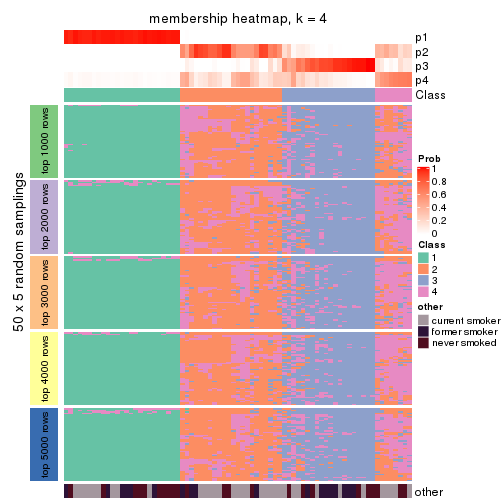 membership heatmap, k = 4
p1
p2
p3
p4
Class
50 x 5 random samplings
top 1000 rows
top 2000 rows
top 3000 rows
top 4000 rows
top 5000 rows
other
Prob
1
0.8
0.6
0.4
0.2
0
Class
1
2
3
4
other
current smoker
former smoker
never smoked